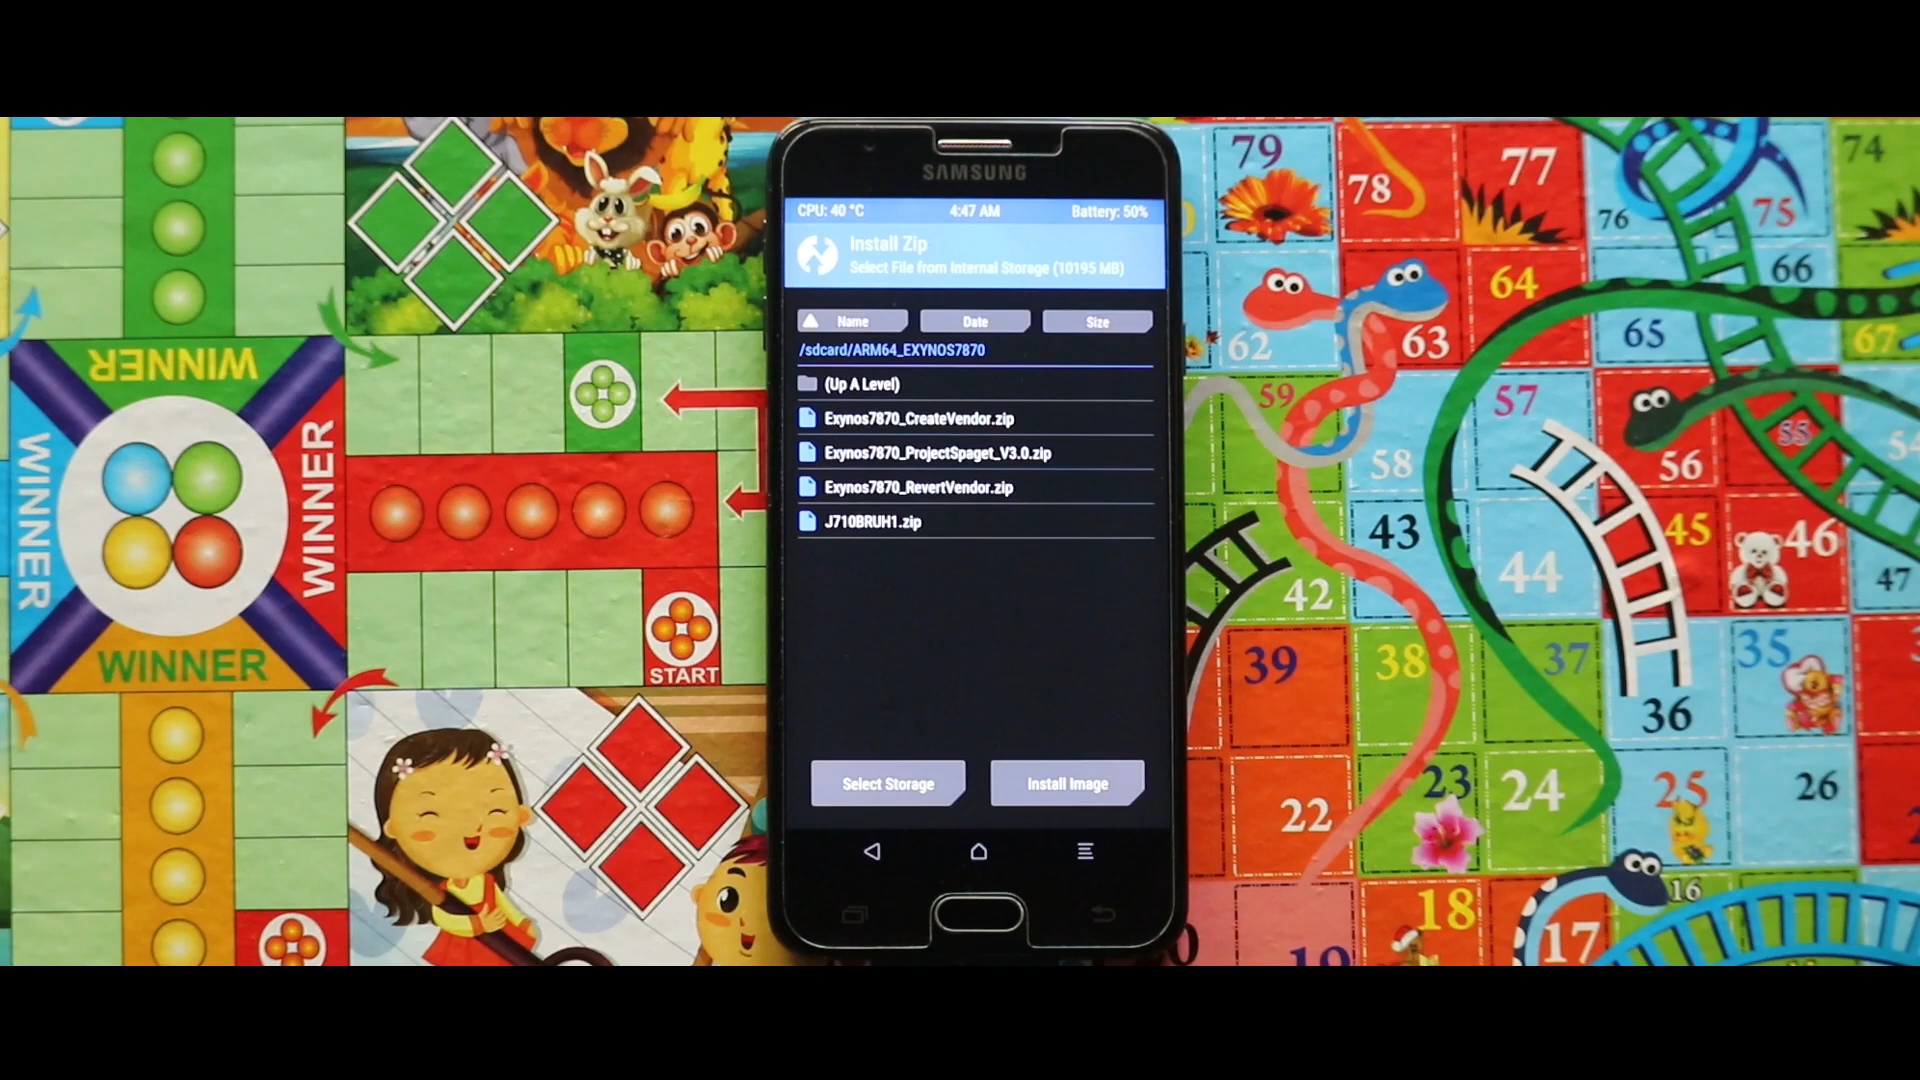 SAMSUNG
CPU: 40 °C 4:47 AM Battery: 50%
Install Zip
Select File from Internal Storage (10195 MB)
Name Date Size
/sdcard/ARM64_EXYNOS7870
(Up A Level)
Exynos7870_CreateVendor.zip
Exynos7870_ProjectSpaget_V3.0.zip
Exynos7870_RevertVendor.zip
J710BRUH1.zip
Select Storage Install Image
WINNER
WINNER
WINNER
WINNER
START
79 78 77 76 75 74
62 63 64 65 66 67
59 58 57 56 55
42 43 44 45 46 47
39 38 37 36 35
22 23 24 25 26
19 18 17 16